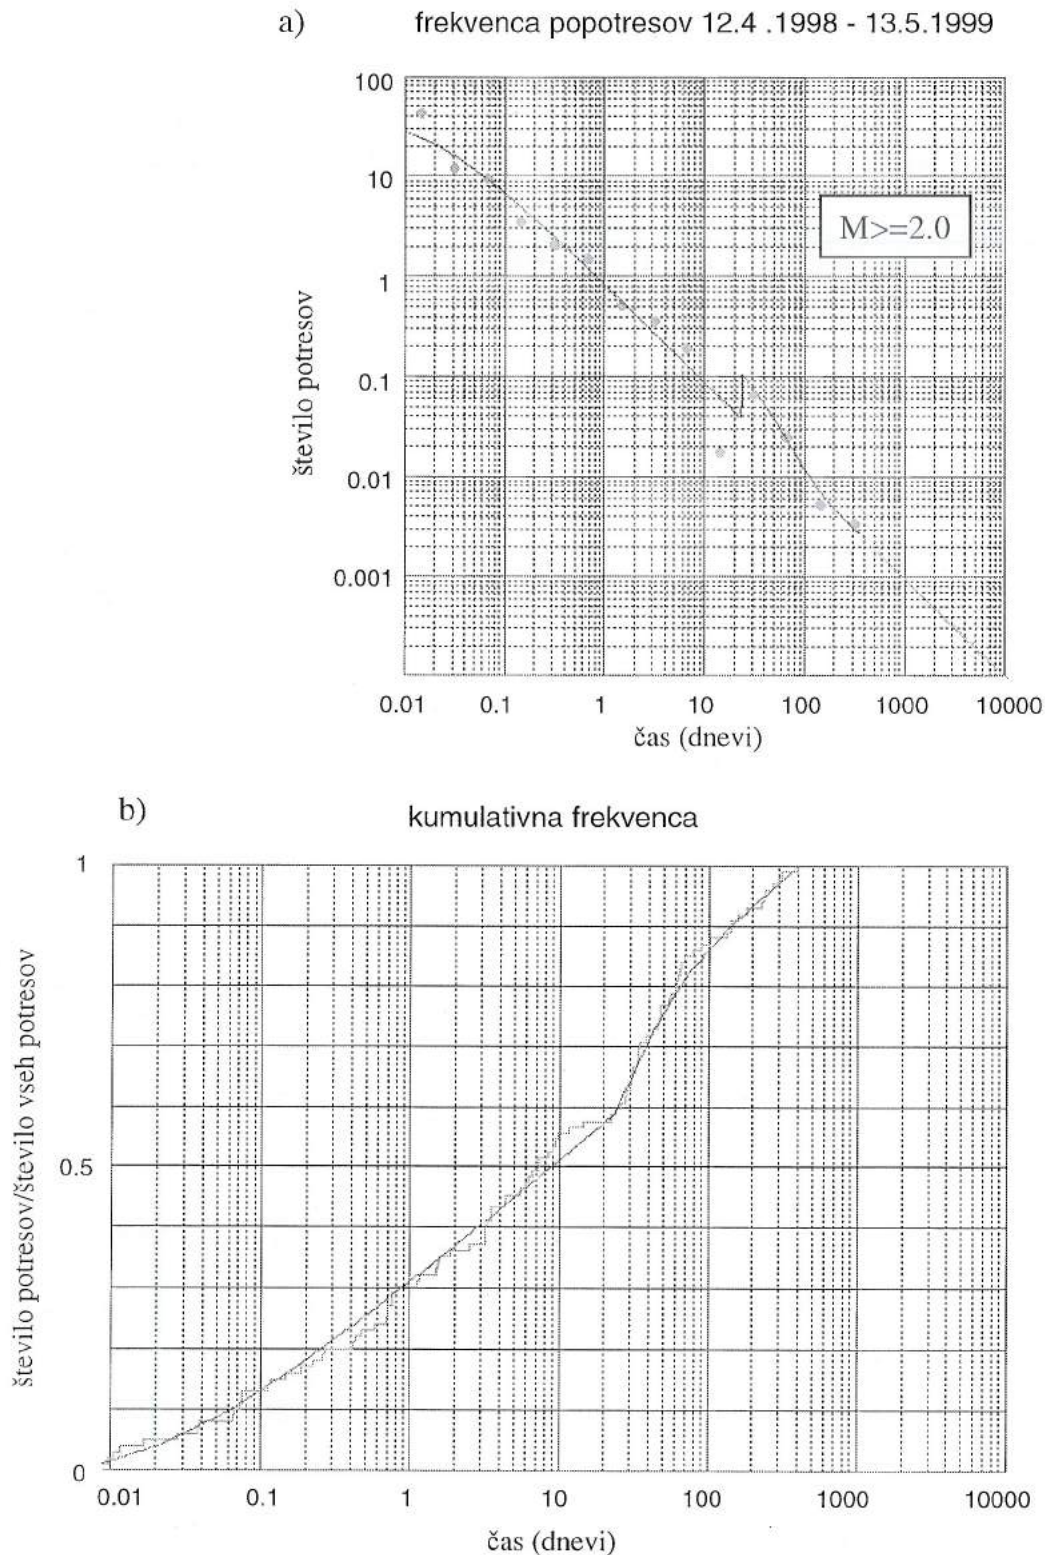 a)
frekvenca popotresov 12.4 .1998 - 13.5.1999
100
10
1
0.1
0.01
0.001
število potresov
M>=2.0
0.01 0.1 1 10 100 1000 10000
čas (dnevi)
b)
kumulativna frekvenca
1
0.5
0
število potresov/število vseh potresov
0.01 0.1 1 10 100 1000 10000
čas (dnevi)